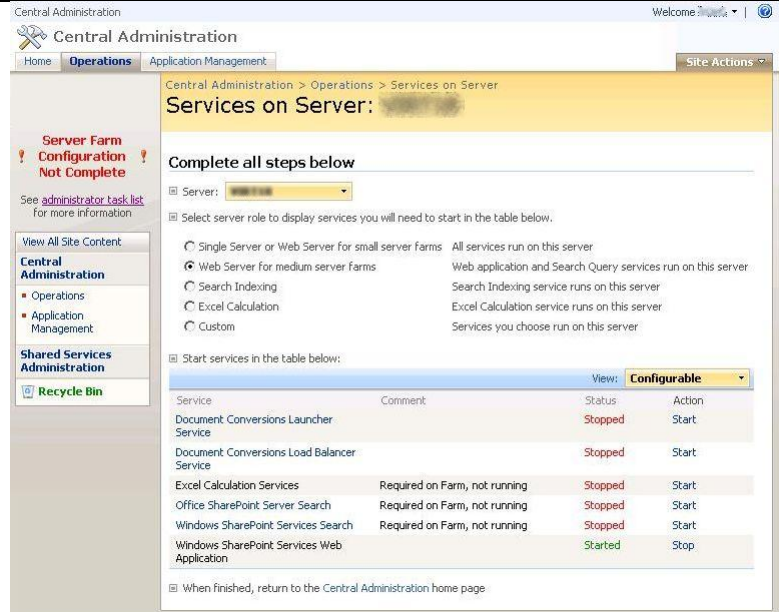 Central Administration
Welcome
Central Administration
Home Operations Application Management
Site Actions
Central Administration > Operations > Services on Server
Services on Server:
Server Farm
Configuration
Not Complete
See administrator task list
for more information
View All Site Content
Central
Administration
Operations
Application
Management
Shared Services
Administration
Recycle Bin
Complete all steps below
Server:
Select server role to display services you will need to start in the table below.
Single Server or Web Server for small server farms All services run on this server
Web Server for medium server farms Web application and Search Query services run on this server
Search Indexing Search Indexing service runs on this server
Excel Calculation Excel Calculation service runs on this server
Custom Services you choose run on this server
Start services in the table below:
View: Configurable
Service Comment Status Action
Document Conversions Launcher
Service Stopped Start
Document Conversions Load Balancer
Service Stopped Start
Excel Calculation Services Required on Farm, not running Stopped Start
Office SharePoint Server Search Required on Farm, not running Stopped Start
Windows SharePoint Services Search Required on Farm, not running Stopped Start
Windows SharePoint Services Web
Application Started Stop
When finished, return to the Central Administration home page